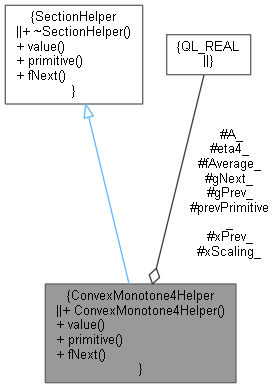 {SectionHelper
||+ ~SectionHelper()
+ value()
+ primitive()
+ fNext()
}
{QL_REAL
||}
#A_
#eta4_
#fAverage_
#gNext_
#gPrev_
#prevPrimitive
_
#xPrev_
#xScaling_
{ConvexMonotone4Helper
||+ ConvexMonotone4Helper()
+ value()
+ primitive()
+ fNext()
}